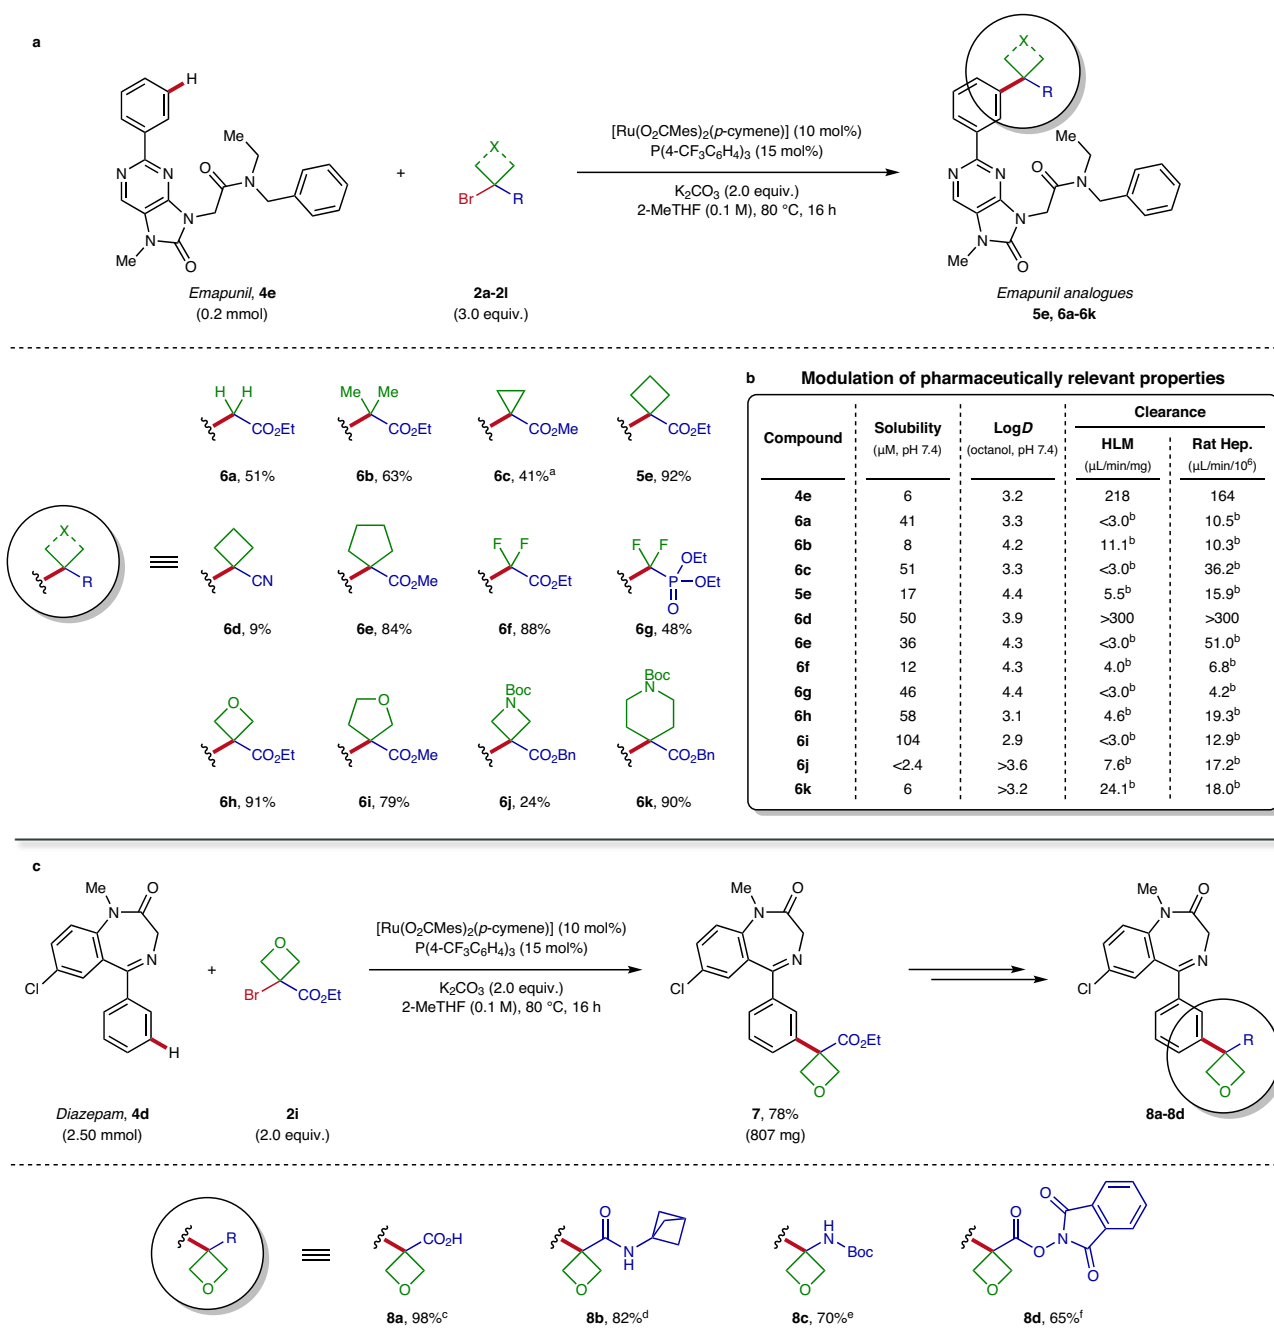 a
H
Me
N
N
O
N
N
N
Me
O
Emapunil, 4e
(0.2 mmol)
+
X
Br
R
2a-2l
(3.0 equiv.)
[Ru(O2CMes)2(p-cymene)] (10 mol%)
P(4-CF3C6H4)3 (15 mol%)
K2CO3 (2.0 equiv.)
2-MeTHF (0.1 M), 80 °C, 16 h
X
R
Me
N
N
O
N
N
N
Me
O
Emapunil analogues
5e, 6a-6k
X
R
H H
CO2Et
6a, 51%
Me Me
CO2Et
6b, 63%
CO2Me
6c, 41%a
CO2Et
5e, 92%
CN
6d, 9%
CO2Me
6e, 84%
F F
CO2Et
6f, 88%
F F
OEt
P OEt
O
6g, 48%
O
CO2Et
6h, 91%
O
CO2Me
6i, 79%
Boc
N
CO2Bn
6j, 24%
Boc
N
CO2Bn
6k, 90%
b Modulation of pharmaceutically relevant properties
Compound Solubility (µM, pH 7.4) LogD (octanol, pH 7.4) Clearance
HLM (µL/min/mg) Rat Hep. (µL/min/10^6)
4e 6 3.2 218 164
6a 41 3.3 <3.0b 10.5b
6b 8 4.2 11.1b 10.3b
6c 51 3.3 <3.0b 36.2b
5e 17 4.4 5.5b 15.9b
6d 50 3.9 >300 >300
6e 36 4.3 <3.0b 51.0b
6f 12 4.3 4.0b 6.8b
6g 46 4.4 <3.0b 4.2b
6h 58 3.1 4.6b 19.3b
6i 104 2.9 <3.0b 12.9b
6j <2.4 >3.6 7.6b 17.2b
6k 6 >3.2 24.1b 18.0b
c
Me
O
N
N
Cl
H
Diazepam, 4d
(2.50 mmol)
+
O
Br
CO2Et
2i
(2.0 equiv.)
[Ru(O2CMes)2(p-cymene)] (10 mol%)
P(4-CF3C6H4)3 (15 mol%)
K2CO3 (2.0 equiv.)
2-MeTHF (0.1 M), 80 °C, 16 h
Me
O
N
N
Cl
CO2Et
O
7, 78%
(807 mg)
Me
O
N
N
Cl
R
O
8a-8d
R
O
CO2H
O
8a, 98%c
O
N
H
O
8b, 82%d
H
N
Boc
O
8c, 70%e
O
O
O
N
O
O
8d, 65%f